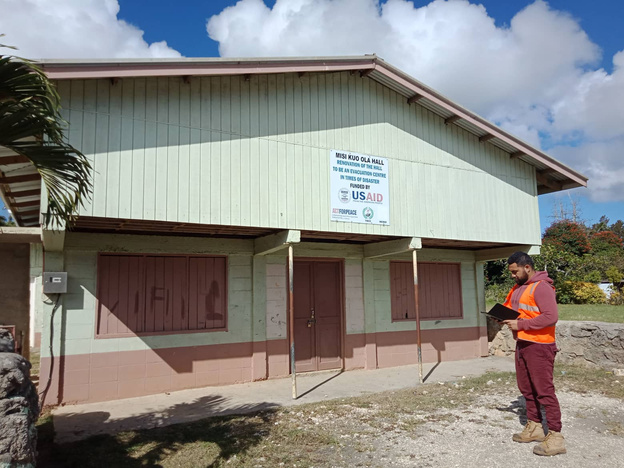 MISI KUO OLA HALL
RENOVATION OF THE HALL
TO BE AN EVACUATION CENTRE
IN TIMES OF DISASTER
FUNDED BY
USAID
ACTFORPEACE